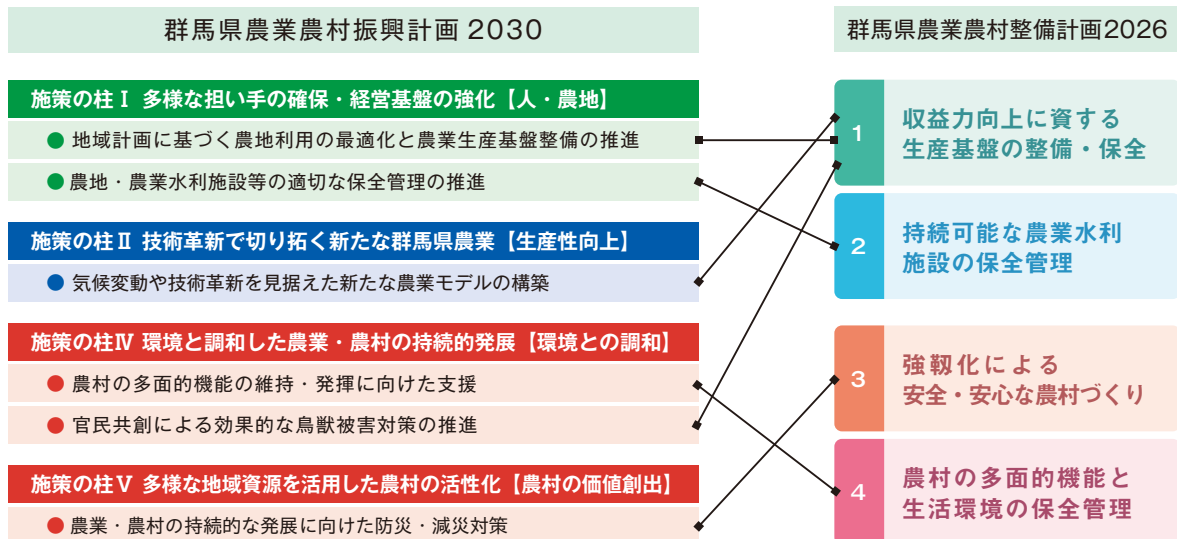 群馬県農業農村振興計画 2030
施策の柱Ⅰ 多様な担い手の確保・経営基盤の強化【人・農地】
● 地域計画に基づく農地利用の最適化と農業生産基盤整備の推進
● 農地・農業水利施設等の適切な保全管理の推進
施策の柱Ⅱ 技術革新で切り拓く新たな群馬県農業【生産性向上】
● 気候変動や技術革新を見据えた新たな農業モデルの構築
施策の柱Ⅳ 環境と調和した農業・農村の持続的発展【環境との調和】
● 農村の多面的機能の維持・発揮に向けた支援
● 官民共創による効果的な鳥獣被害対策の推進
施策の柱Ⅴ 多様な地域資源を活用した農村の活性化【農村の価値創出】
● 農業・農村の持続的な発展に向けた防災・減災対策
群馬県農業農村整備計画2026
1
収益力向上に資する
生産基盤の整備・保全
2
持続可能な農業水利
施設の保全管理
3
強靱化による
安全・安心な農村づくり
4
農村の多面的機能と
生活環境の保全管理